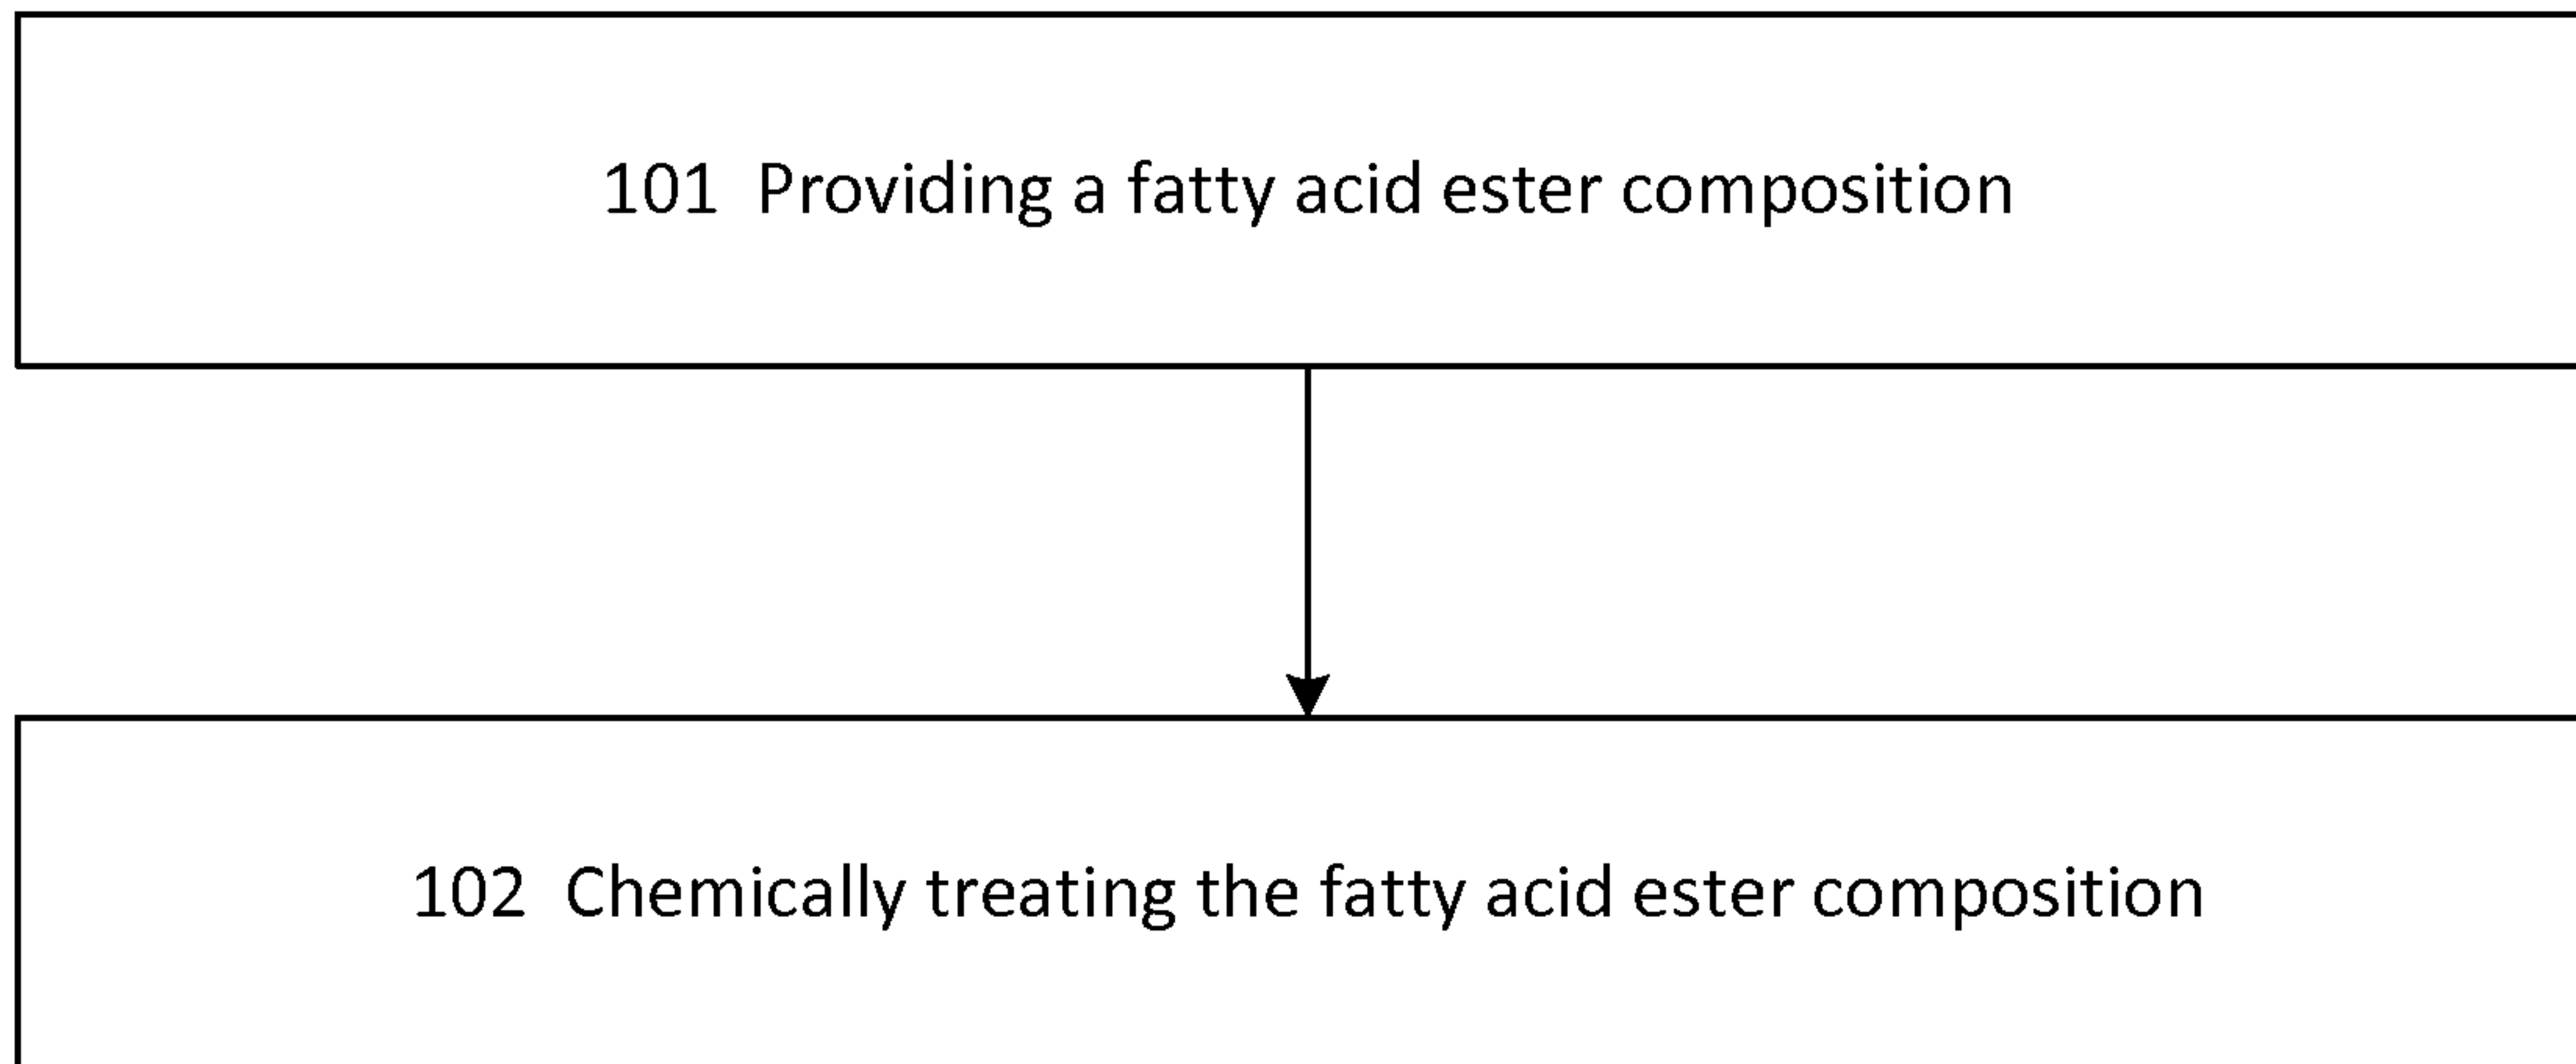 101 Providing a fatty acid ester composition
102 Chemically treating the fatty acid ester composition